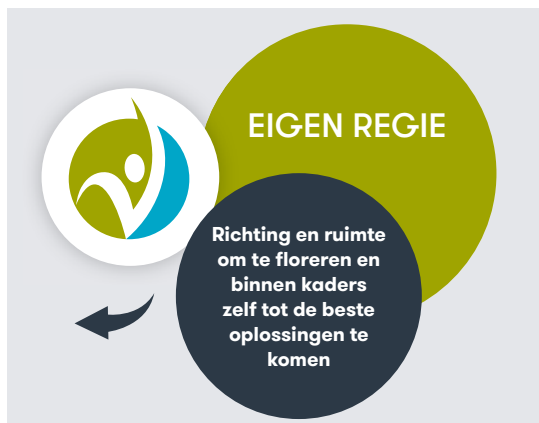 EIGEN REGIE
Richting en ruimte
om te floreren en
binnen kaders
zelf tot de beste
oplossingen te
komen